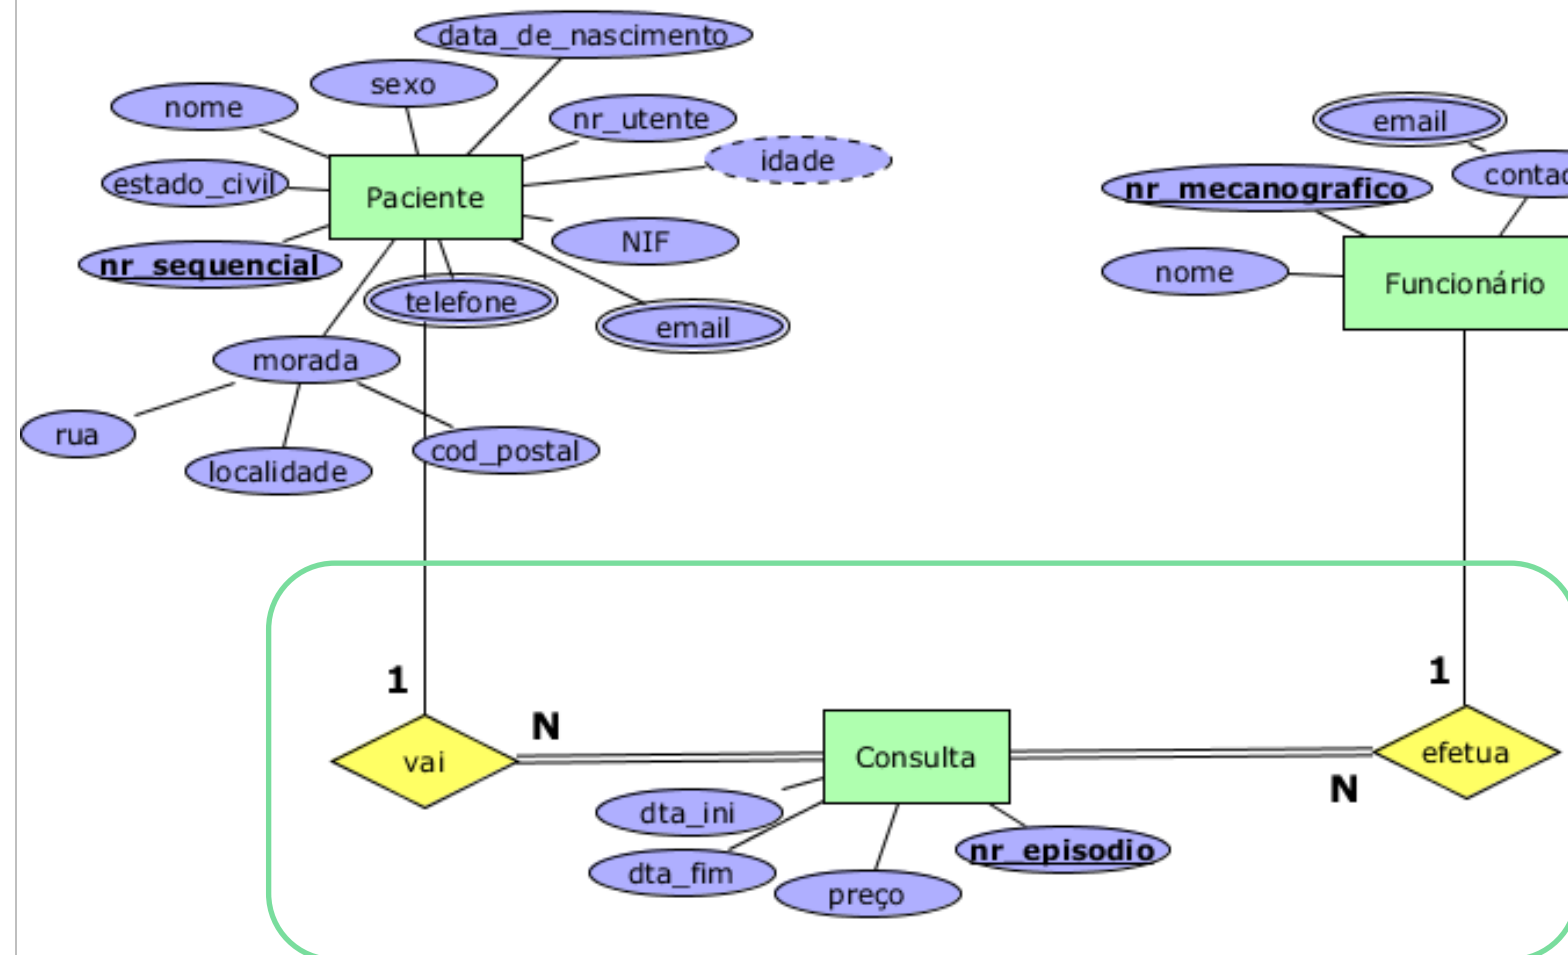 data_de_nascimento
sexo
nome
nr_utente
idade
estado_civil
Paciente
NIF
nr_sequencial
telefone
email
morada
rua
localidade
cod_postal
email
contac
nr_mecanografico
nome
Funcionário
1
vai
N
Consulta
1
efetua
N
dta_ini
dta_fim
preço
nr_episodio